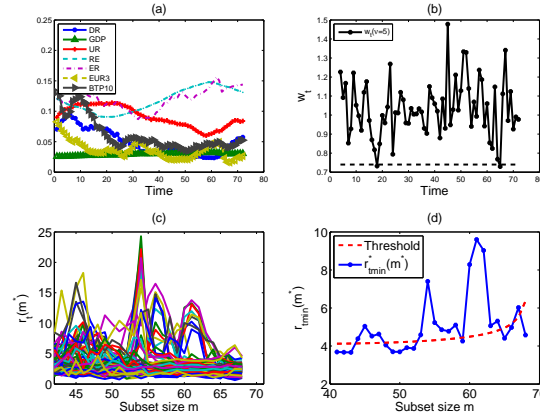 (a)
0.25
0.2
0.15
0.1
0.05
0
DR
GDP
UR
RE
ER
EUR3
BTP10
0 10 20 30 40 50 60 70 80
Time
(b)
1.5
1.4
1.3
1.2
1.1
1.0
0.9
0.8
0.7
w_t
w_t(ν=5)
0 10 20 30 40 50 60 70 80
Time
(c)
25
20
15
10
5
0
r_t(m*)
45 50 55 60 65 70
Subset size m
(d)
10
8
6
4
2
r_tmin(m*)
Threshold
r*_tmin(m*)
40 50 60 70
Subset size m